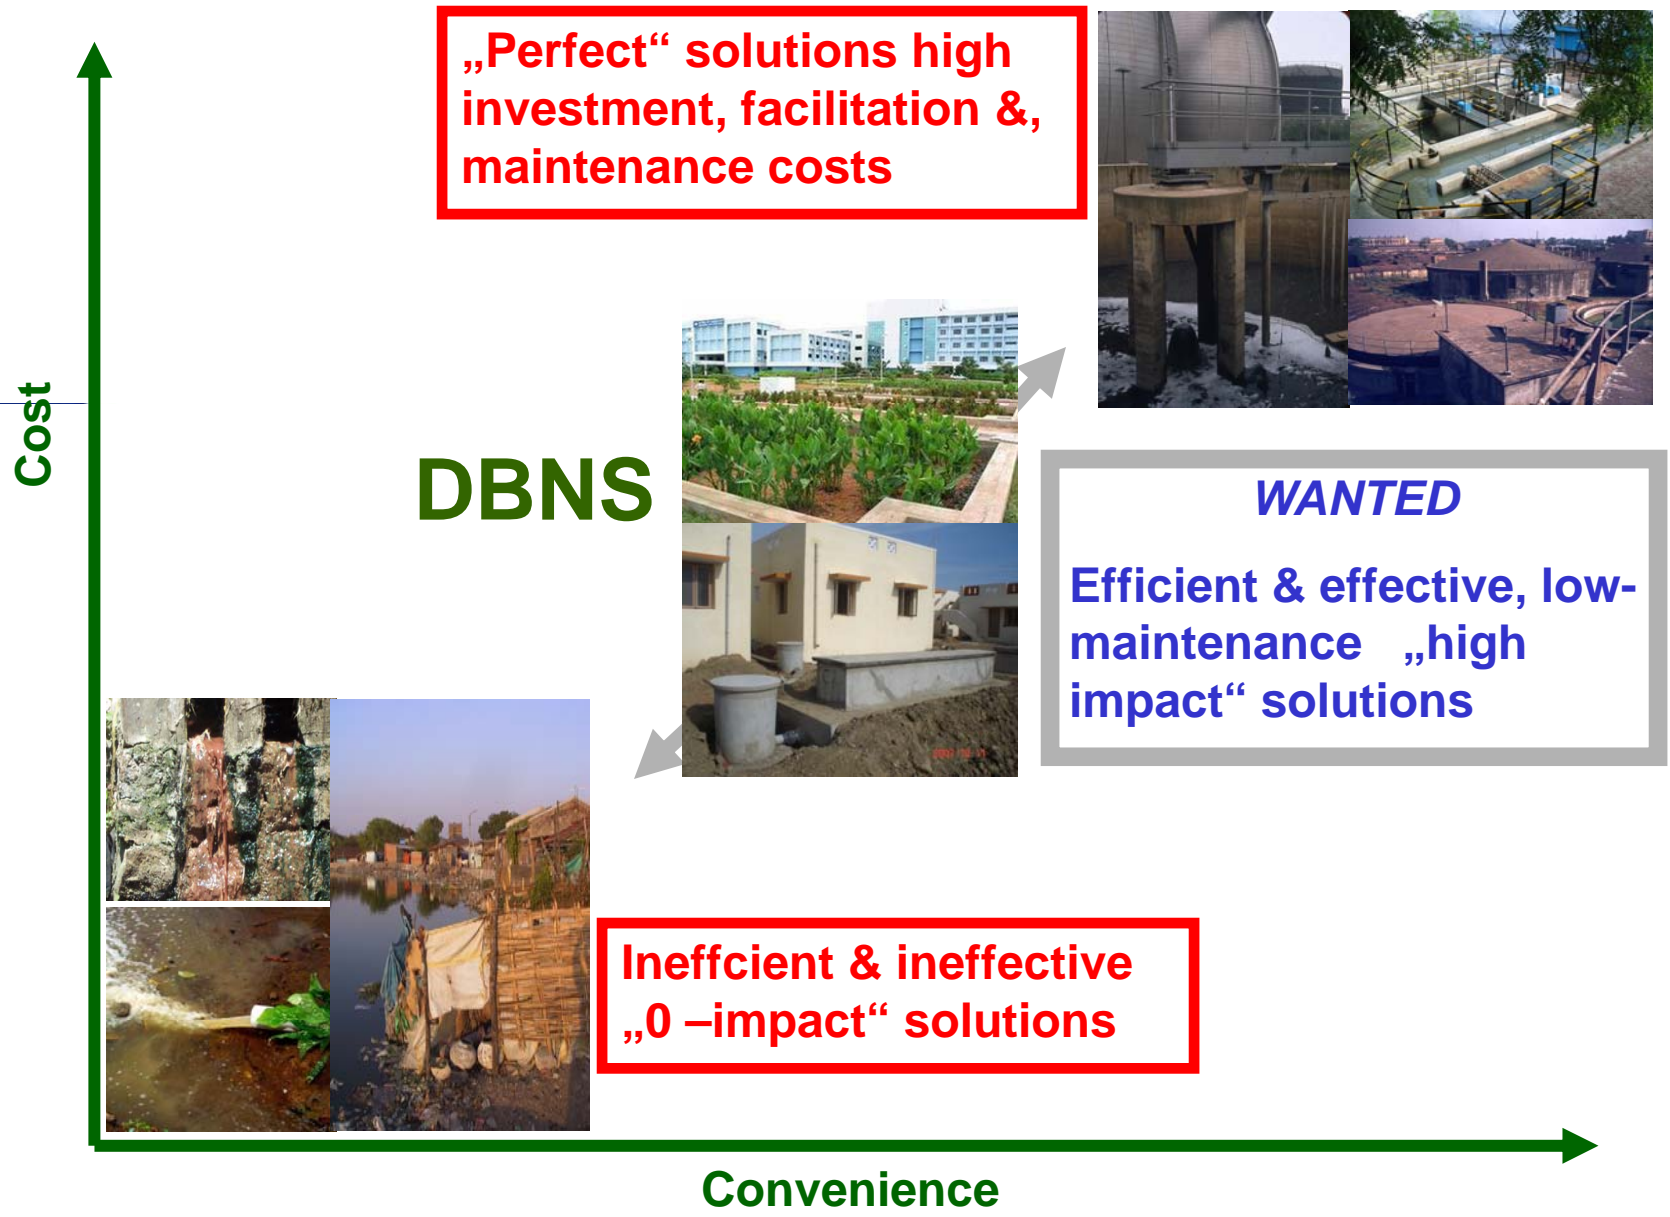 „Perfect“ solutions high
investment, facilitation &,
maintenance costs
Cost
DBNS
WANTED
Efficient & effective, low-
maintenance „high
impact“ solutions
Ineffcient & ineffective
„0 –impact“ solutions
Convenience